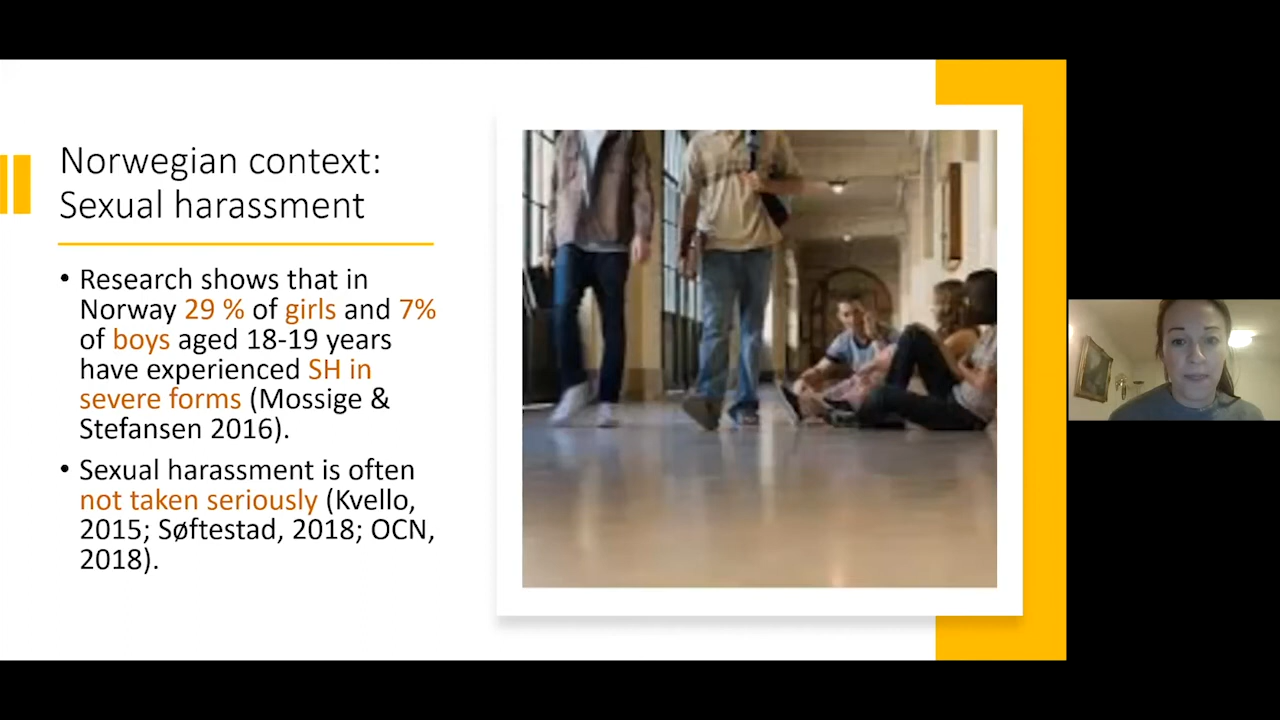 Norwegian context:
Sexual harassment
• Research shows that in
Norway 29 % of girls and 7%
of boys aged 18-19 years
have experienced SH in
severe forms (Mossige &
Stefansen 2016).
• Sexual harassment is often
not taken seriously (Kvello,
2015; Søftestad, 2018; OCN,
2018).